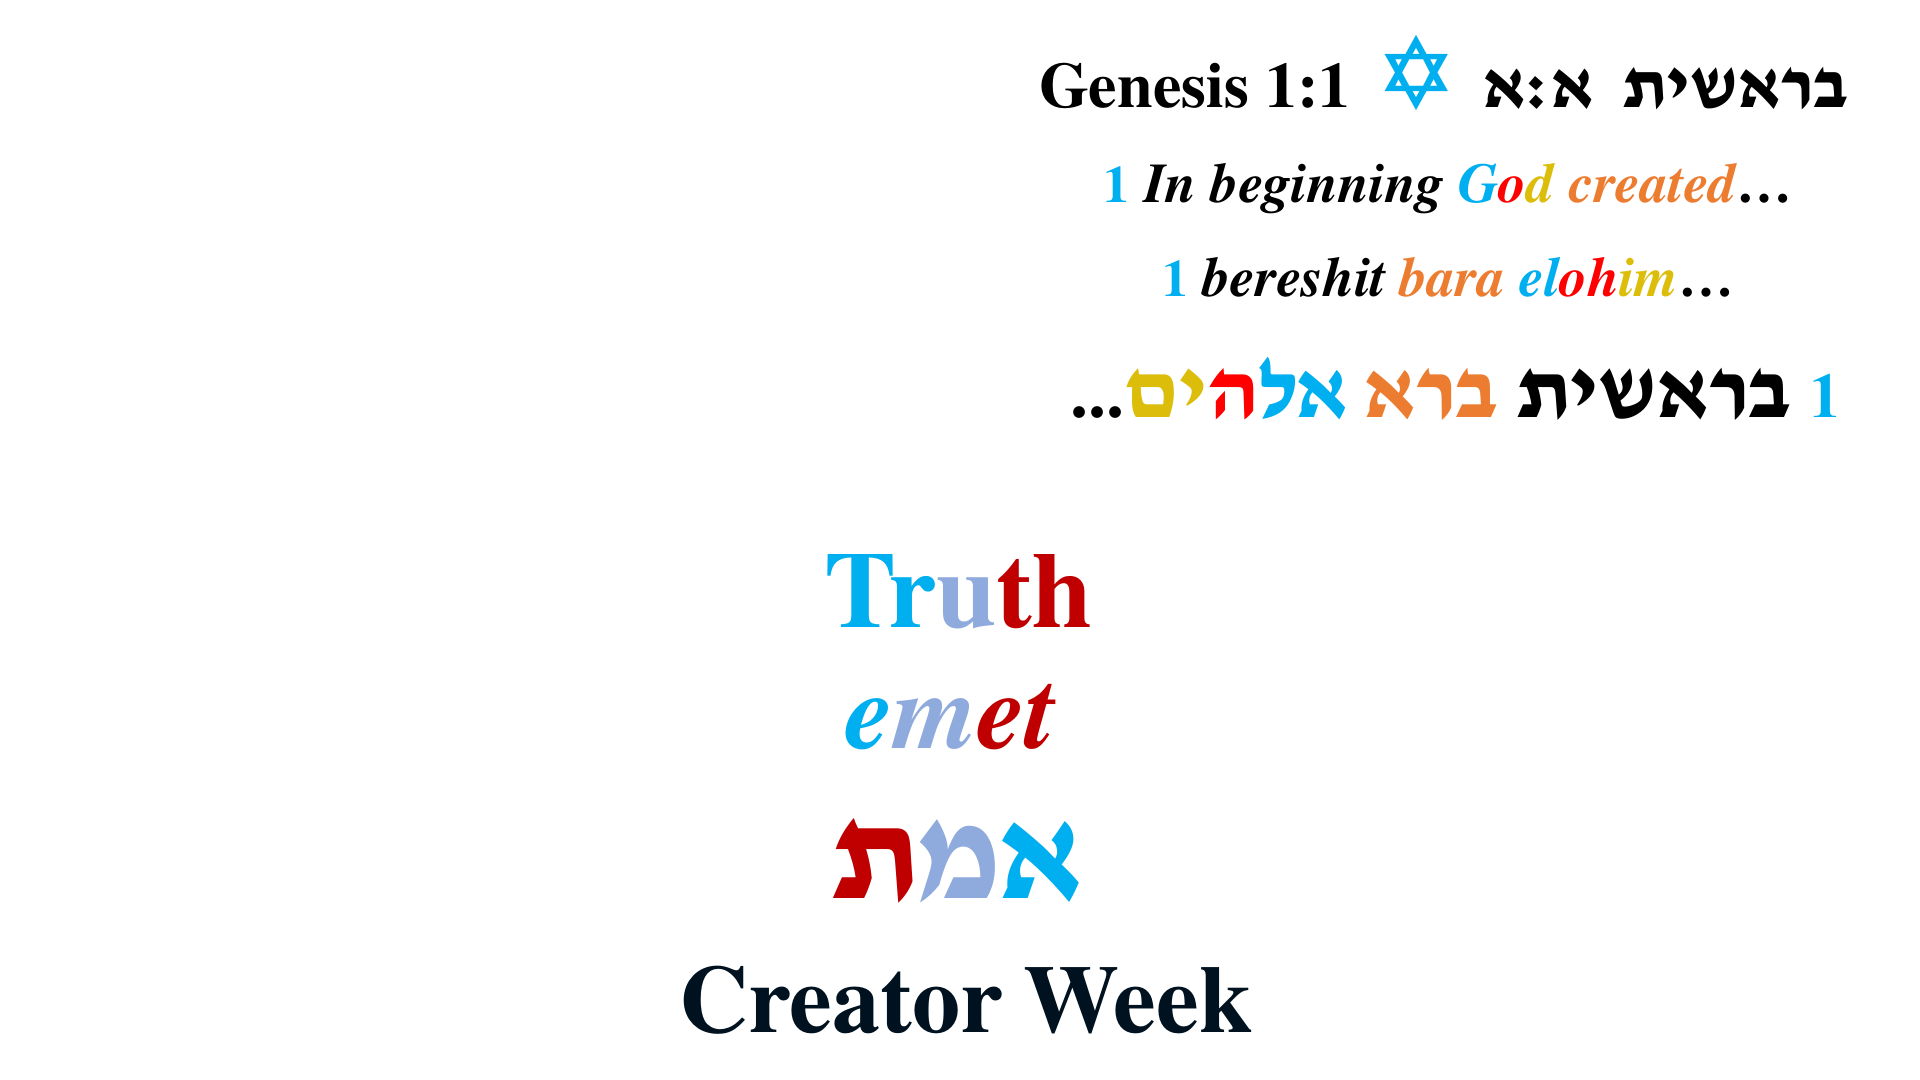 Genesis 1:1 ✡ בראשית א:א
1 In beginning God created…
1 bereshit bara elohim…
1 בראשית ברא אלהים...
Truth
emet
אמת
Creator Week